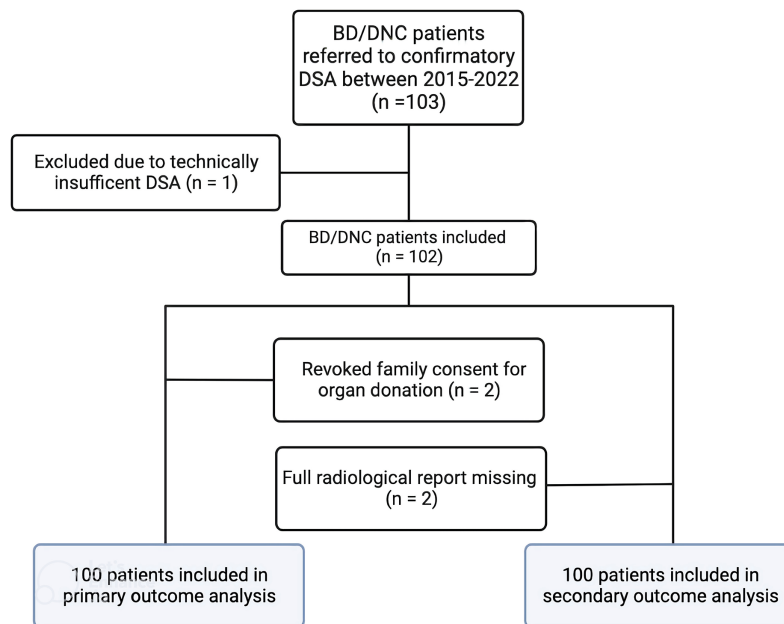 BD/DNC patients
referred to confirmatory
DSA between 2015-2022
(n =103)
Excluded due to technically
insufficent DSA (n = 1)
BD/DNC patients included
(n = 102)
Revoked family consent for
organ donation (n = 2)
Full radiological report missing
(n = 2)
100 patients included in
primary outcome analysis
100 patients included in
secondary outcome analysis